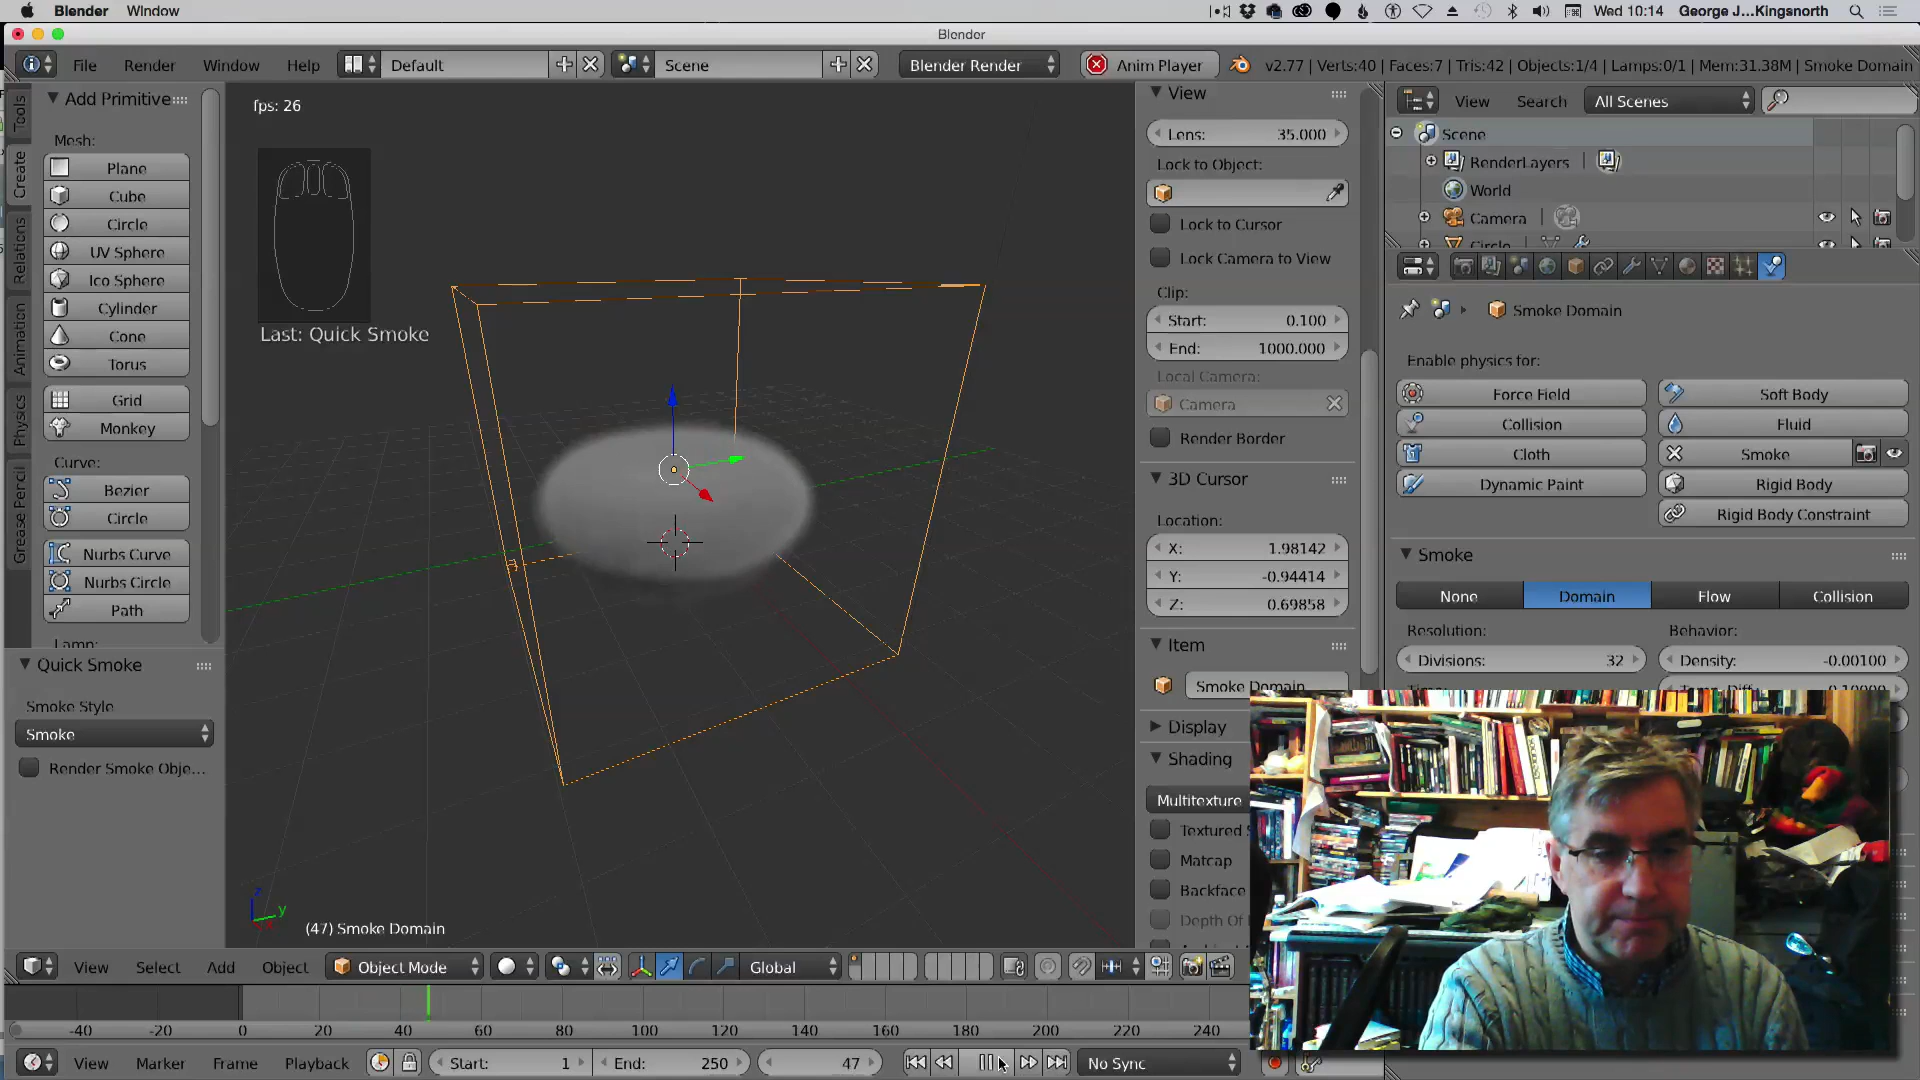 Blender Window
Wed 10:14 George J...Kingsnorth
Blender
File Render Window Help Default Scene Blender Render Anim Player v2.77 | Verts:40 | Faces:7 | Tris:42 | Objects:1/4 | Lamps:0/1 | Mem:31.38M | Smoke Domain
Tools
Create
Relations
Animation
Physics
Grease Pencil
Add Primitive
Mesh:
Plane
Cube
Circle
UV Sphere
Ico Sphere
Cylinder
Cone
Torus
Grid
Monkey
Curve:
Bezier
Circle
Nurbs Curve
Nurbs Circle
Path
Lamp:
Quick Smoke
Smoke Style
Smoke
Render Smoke Obje...
fps: 26
Last: Quick Smoke
(47) Smoke Domain
View
Lens: 35.000
Lock to Object:
Lock to Cursor
Lock Camera to View
Clip:
Start: 0.100
End: 1000.000
Local Camera:
Camera
Render Border
3D Cursor
Location:
X: 1.98142
Y: -0.94414
Z: 0.69858
Item
Smoke Domain
Display
Shading
Multitexture
Textured
Matcap
Backface
Depth Of
View Search All Scenes
Scene
RenderLayers
World
Camera
Circle
Smoke Domain
Enable physics for:
Force Field Soft Body
Collision Fluid
Cloth Smoke
Dynamic Paint Rigid Body
Rigid Body Constraint
Smoke
None Domain Flow Collision
Resolution: Behavior:
Divisions: 32 Density: -0.00100
View Select Add Object Object Mode Global
-40 -20 0 20 40 60 80 100 120 140 160 180 200 220 240
View Marker Frame Playback Start: 1 End: 250 47 No Sync